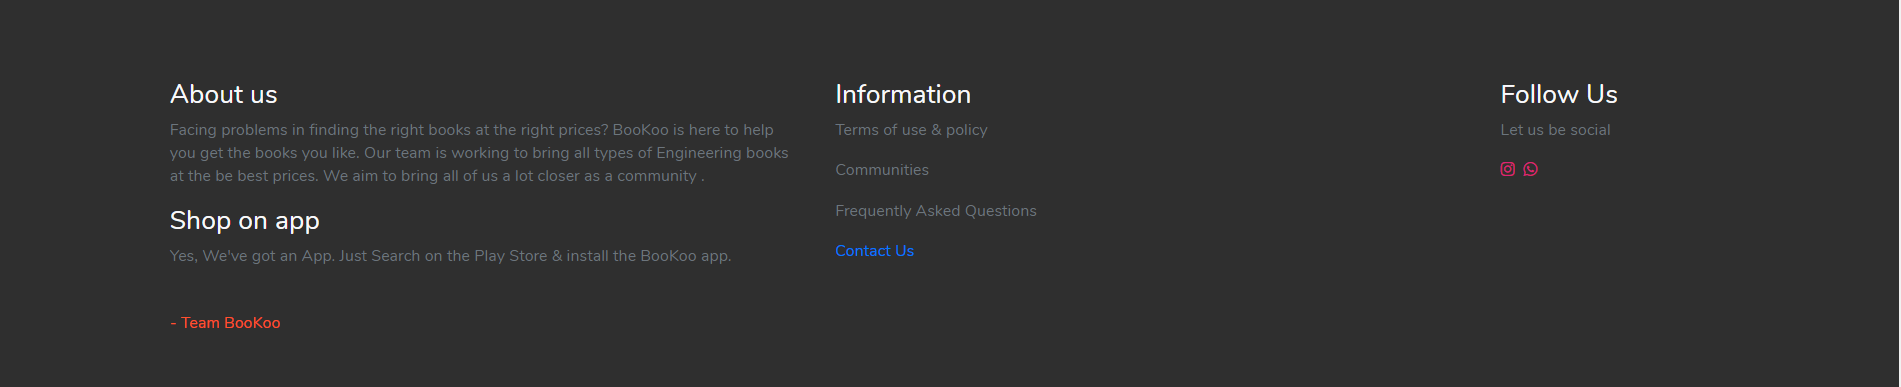 About us
Facing problems in finding the right books at the right prices? BooKoo is here to help
you get the books you like. Our team is working to bring all types of Engineering books
at the be best prices. We aim to bring all of us a lot closer as a community .
Shop on app
Yes, We've got an App. Just Search on the Play Store & install the BooKoo app.
- Team BooKoo
Information
Terms of use & policy
Communities
Frequently Asked Questions
Contact Us
Follow Us
Let us be social